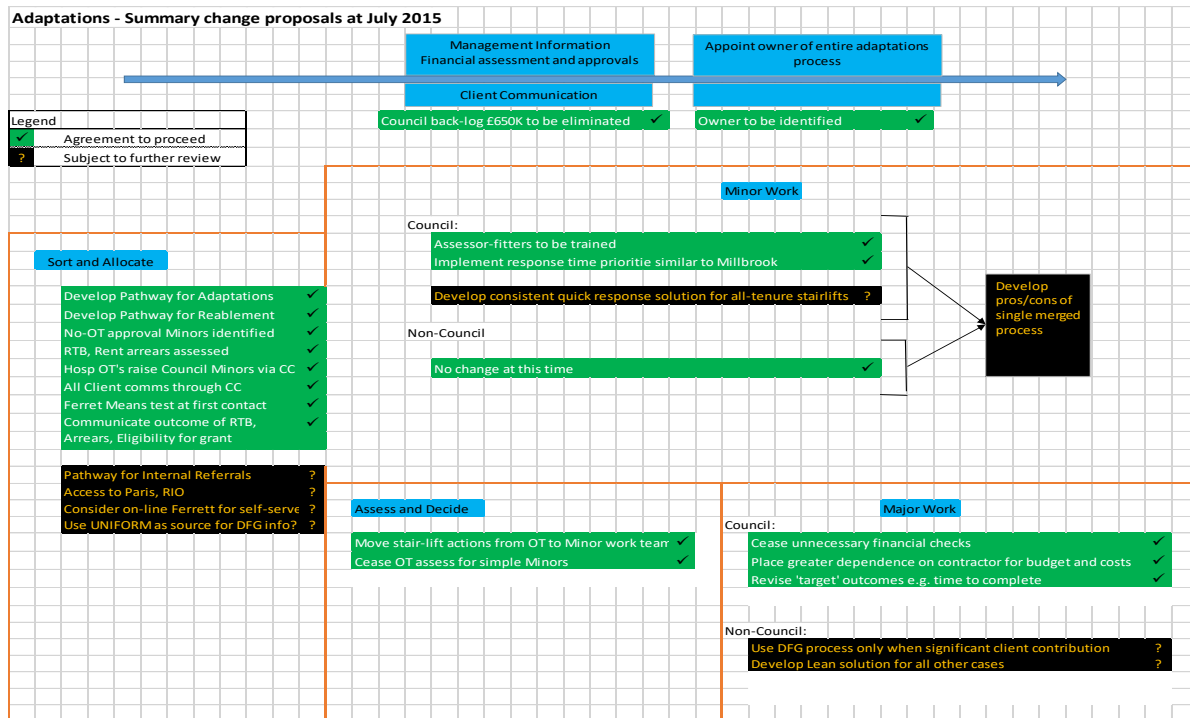 Adaptations - Summary change proposals at July 2015
Management Information
Financial assessment and approvals
Client Communication
Appoint owner of entire adaptations
process
Council back-log £650K to be eliminated ✓
Owner to be identified ✓
Legend
✓ Agreement to proceed
? Subject to further review
Minor Work
Council:
Assessor-fitters to be trained ✓
Implement response time prioritie similar to Millbrook ✓
Develop consistent quick response solution for all-tenure stairlifts ?
Non-Council
No change at this time ✓
Develop
pros/cons of
single merged
process
Sort and Allocate
Develop Pathway for Adaptations ✓
Develop Pathway for Reablement ✓
No-OT approval Minors identified ✓
RTB, Rent arrears assessed ✓
Hosp OT's raise Council Minors via CC ✓
All Client comms through CC ✓
Ferret Means test at first contact ✓
Communicate outcome of RTB, ✓
Arrears, Eligibility for grant
Pathway for Internal Referrals ?
Access to Paris, RIO ?
Consider on-line Ferrett for self-serve ?
Use UNIFORM as source for DFG info? ?
Assess and Decide
Move stair-lift actions from OT to Minor work team ✓
Cease OT assess for simple Minors ✓
Major Work
Council:
Cease unnecessary financial checks ✓
Place greater dependence on contractor for budget and costs ✓
Revise 'target' outcomes e.g. time to complete ✓
Non-Council:
Use DFG process only when significant client contribution ?
Develop Lean solution for all other cases ?